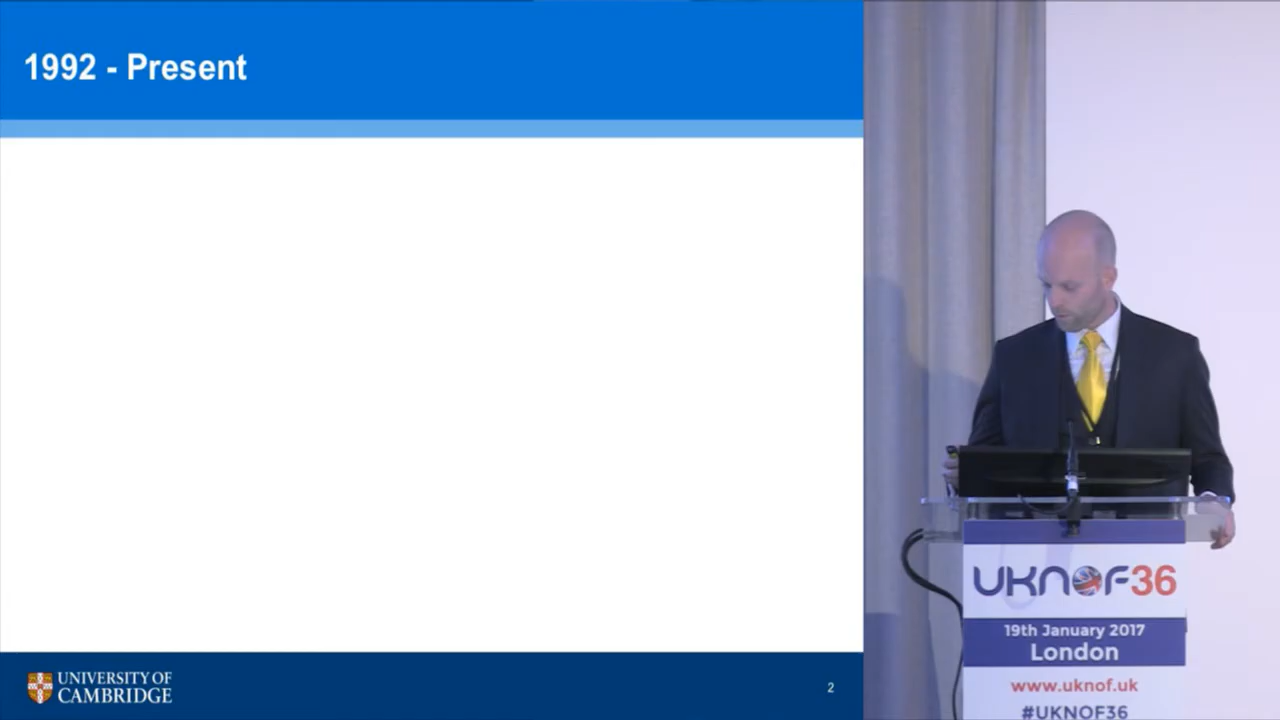 1992 - Present
UNIVERSITY OF
CAMBRIDGE
2
UKNOF36
19th January 2017
London
www.uknof.uk
#UKNOF36